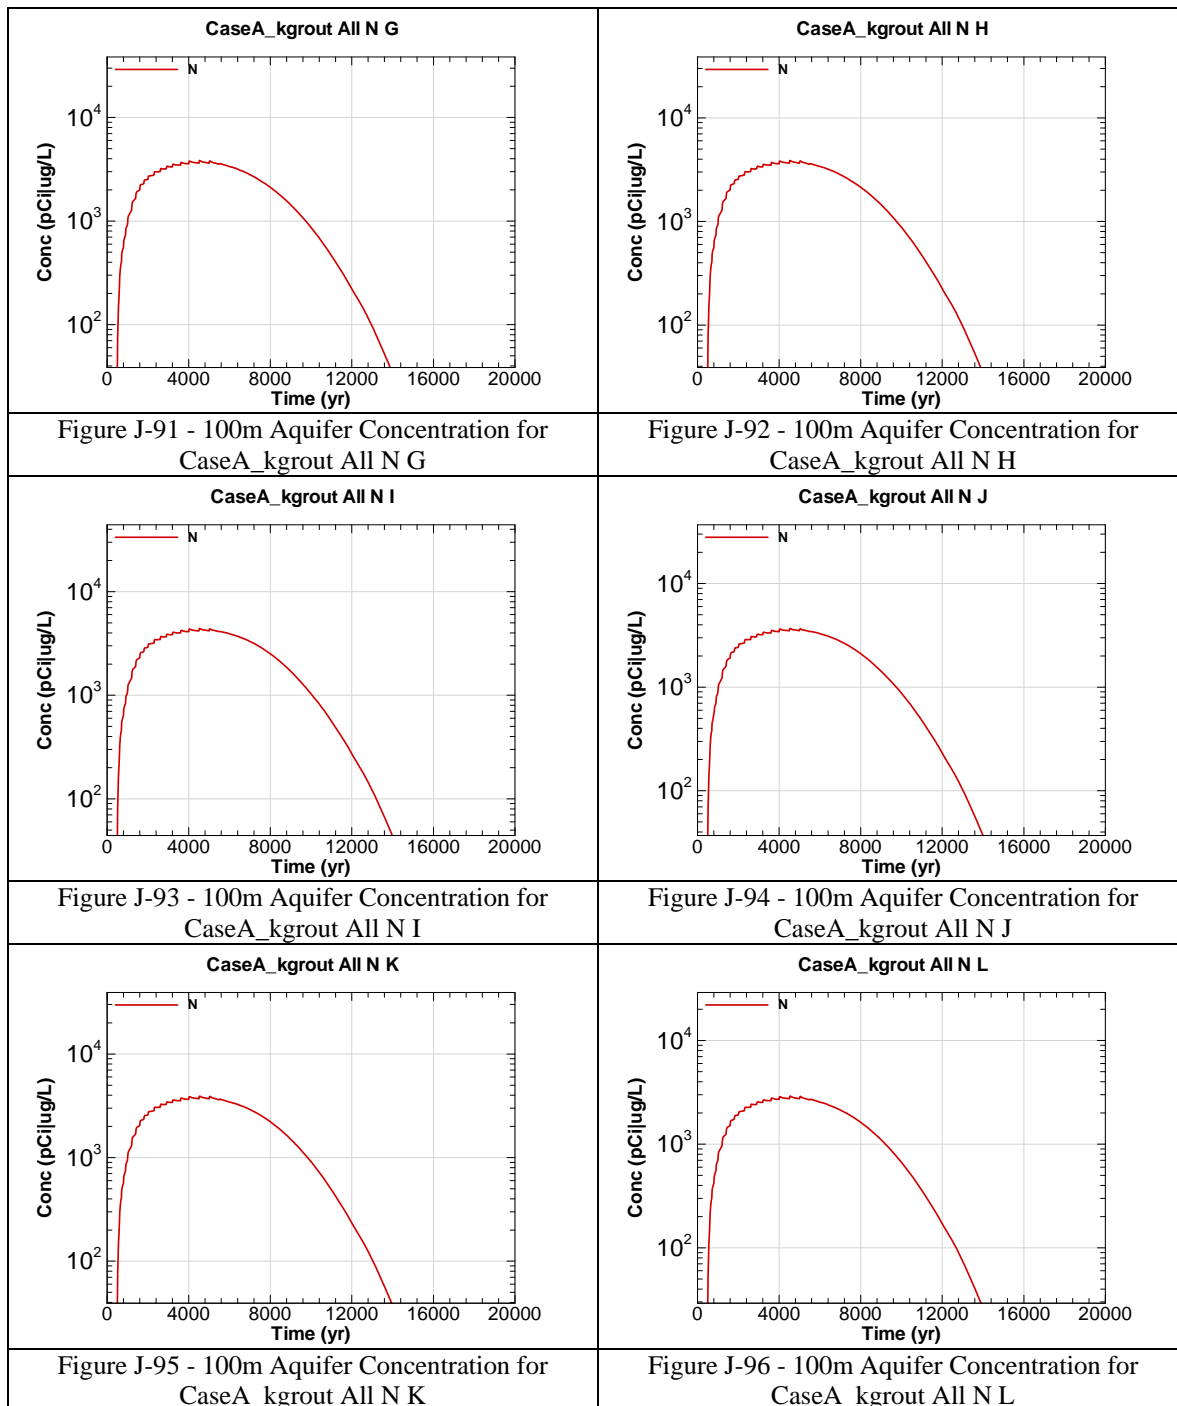 CaseA_kgrout All N G
N
10^4
10^3
10^2
Conc (pCi|ug/L)
0 4000 8000 12000 16000 20000
Time (yr)
Figure J-91 - 100m Aquifer Concentration for
CaseA_kgrout All N G
CaseA_kgrout All N H
N
10^4
10^3
10^2
Conc (pCi|ug/L)
0 4000 8000 12000 16000 20000
Time (yr)
Figure J-92 - 100m Aquifer Concentration for
CaseA_kgrout All N H
CaseA_kgrout All N I
N
10^4
10^3
10^2
Conc (pCi|ug/L)
0 4000 8000 12000 16000 20000
Time (yr)
Figure J-93 - 100m Aquifer Concentration for
CaseA_kgrout All N I
CaseA_kgrout All N J
N
10^4
10^3
10^2
Conc (pCi|ug/L)
0 4000 8000 12000 16000 20000
Time (yr)
Figure J-94 - 100m Aquifer Concentration for
CaseA_kgrout All N J
CaseA_kgrout All N K
N
10^4
10^3
10^2
Conc (pCi|ug/L)
0 4000 8000 12000 16000 20000
Time (yr)
Figure J-95 - 100m Aquifer Concentration for
CaseA_kgrout All N K
CaseA_kgrout All N L
N
10^4
10^3
10^2
Conc (pCi|ug/L)
0 4000 8000 12000 16000 20000
Time (yr)
Figure J-96 - 100m Aquifer Concentration for
CaseA_kgrout All N L